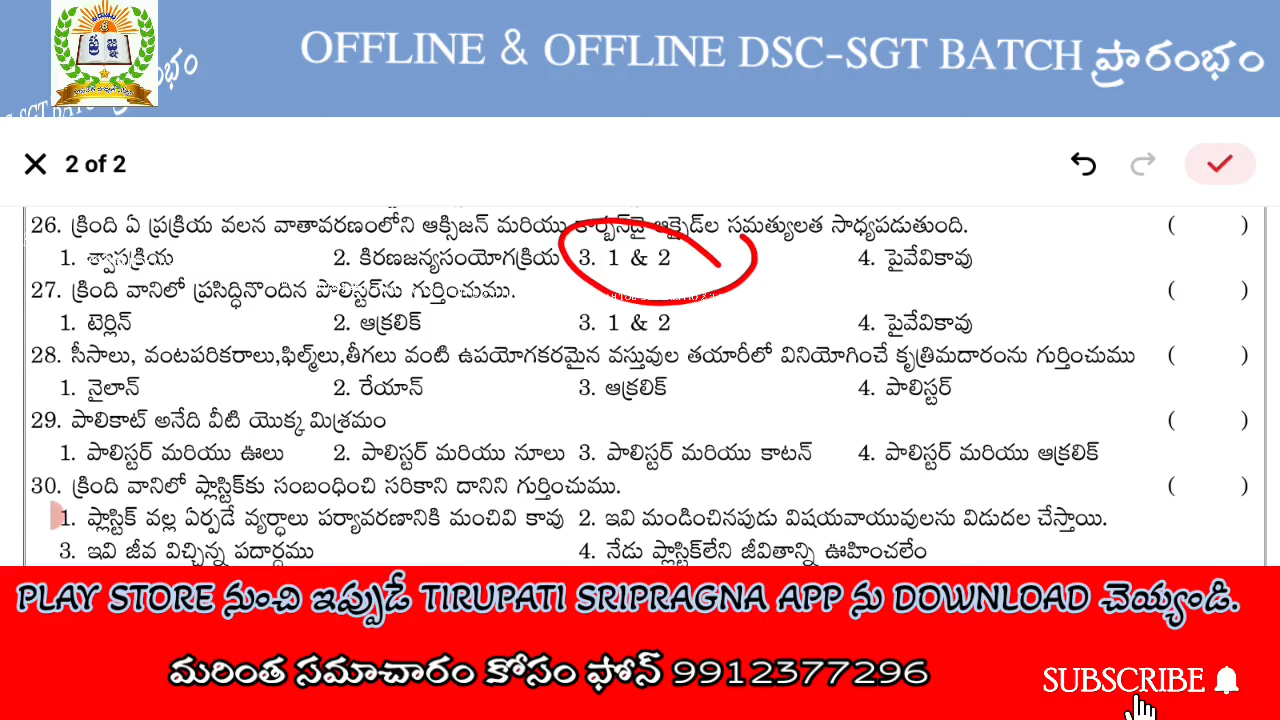 OFFLINE & OFFLINE DSC-SGT BATCH ప్రారంభం
2 of 2
26. క్రింది ఏ ప్రక్రియ వలన వాతావరణంలోని ఆక్సిజన్ మరియు కార్బన్‌డై ఆక్సైడ్‌ల సమత్యులత సాధ్యపడుతుంది. ( )
1. శ్వాసక్రియ 2. కిరణజన్యసంయోగక్రియ 3. 1 & 2 4. పైవేవికావు
27. క్రింది వానిలో ప్రసిద్ధినొందిన పాలిస్టర్‌ను గుర్తించుము. ( )
1. టెర్లిన్ 2. ఆక్రలిక్ 3. 1 & 2 4. పైవేవికావు
28. సీసాలు, వంటపరికరాలు,ఫిల్మ్‌లు,తీగలు వంటి ఉపయోగకరమైన వస్తువుల తయారీలో వినియోగించే కృత్రిమదారంను గుర్తించుము ( )
1. నైలాన్ 2. రేయాన్ 3. ఆక్రలిక్ 4. పాలిస్టర్
29. పాలికాట్ అనేది వీటి యొక్క మిశ్రమం ( )
1. పాలిస్టర్ మరియు ఊలు 2. పాలిస్టర్ మరియు నూలు 3. పాలిస్టర్ మరియు కాటన్ 4. పాలిస్టర్ మరియు ఆక్రలిక్
30. క్రింది వానిలో ప్లాస్టిక్‌కు సంబంధించి సరికాని దానిని గుర్తించుము. ( )
1. ప్లాస్టిక్ వల్ల ఏర్పడే వ్యర్థాలు పర్యావరణానికి మంచివి కావు 2. ఇవి మండించినపుడు విషయవాయువులను విడుదల చేస్తాయి.
3. ఇవి జీవ విచ్ఛిన్న పదార్థము 4. నేడు ప్లాస్టిక్‌లేని జీవితాన్ని ఊహించలేం
PLAY STORE నుంచి ఇప్పుడే TIRUPATI SRIPRAGNA APP ను DOWNLOAD చెయ్యండి.
మరింత సమాచారం కోసం ఫోన్ 9912377296
SUBSCRIBE